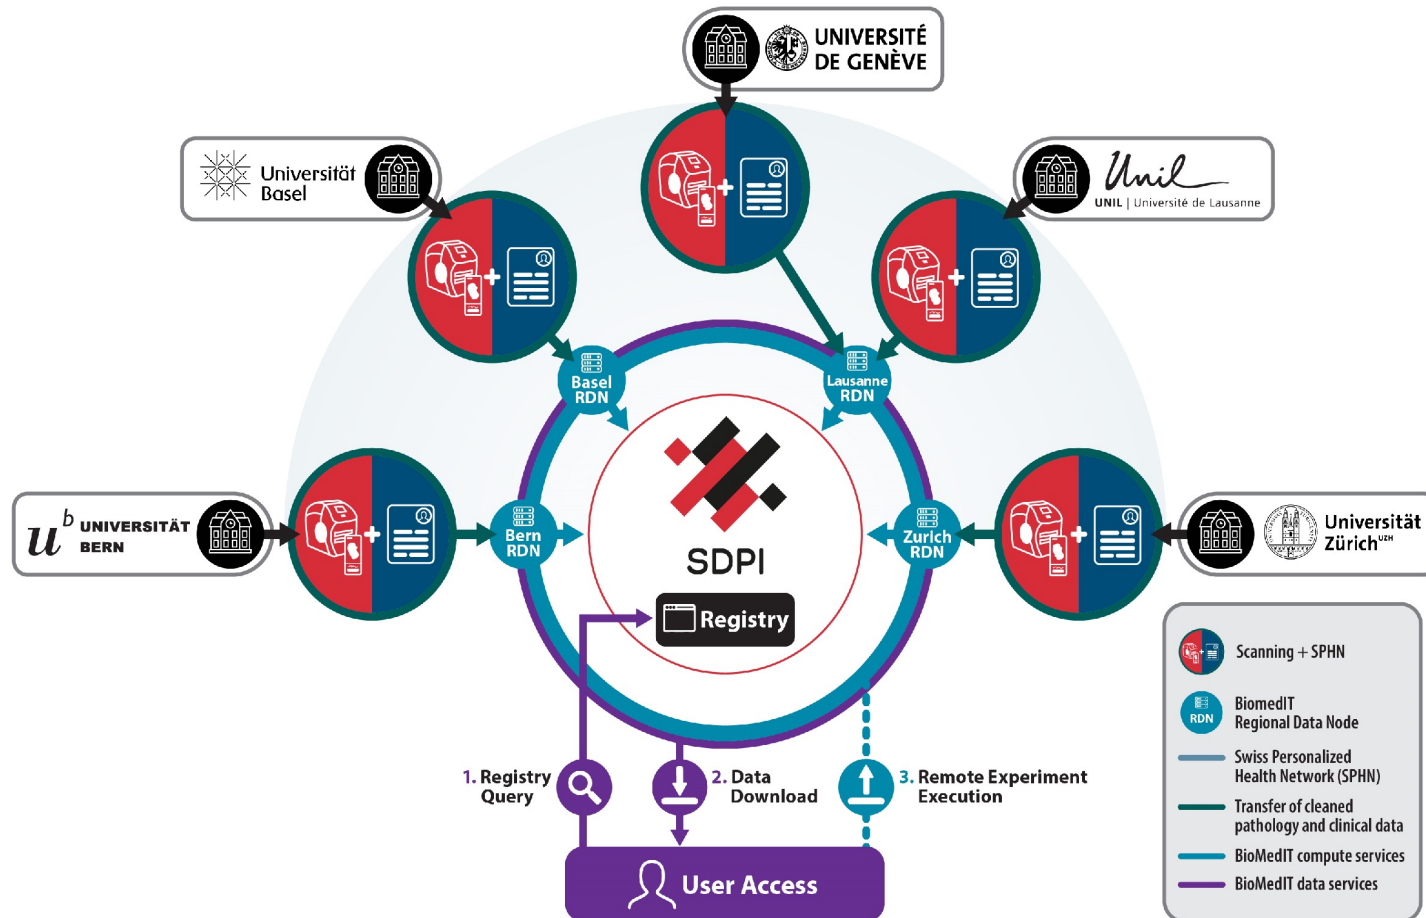 UNIVERSITÉ
DE GENÈVE
Universität
Basel
Unil
UNIL | Université de Lausanne
Basel
RDN
Lausanne
RDN
u^b UNIVERSITÄT
BERN
Bern
RDN
Zurich
RDN
Universität
Zürich^UZH
SDPI
Registry
1. Registry
Query
2. Data
Download
3. Remote Experiment
Execution
User Access
Scanning + SPHN
RDN
BiomedIT
Regional Data Node
Swiss Personalized
Health Network (SPHN)
Transfer of cleaned
pathology and clinical data
BioMedIT compute services
BioMedIT data services